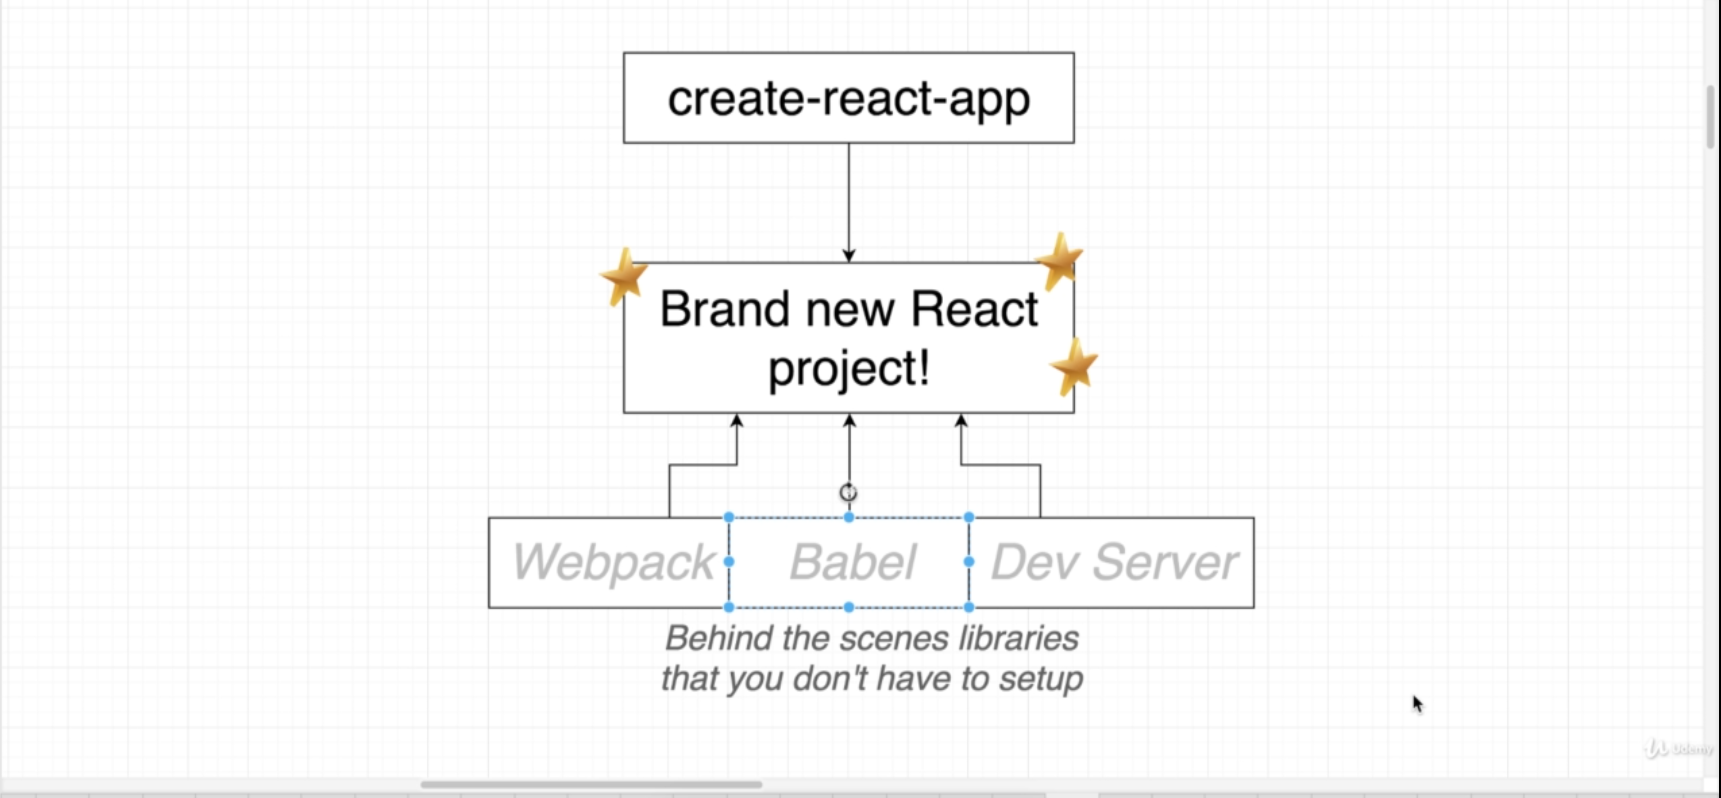 create-react-app
Brand new React
project!
Webpack
Babel
Dev Server
Behind the scenes libraries
that you don't have to setup
Udemy